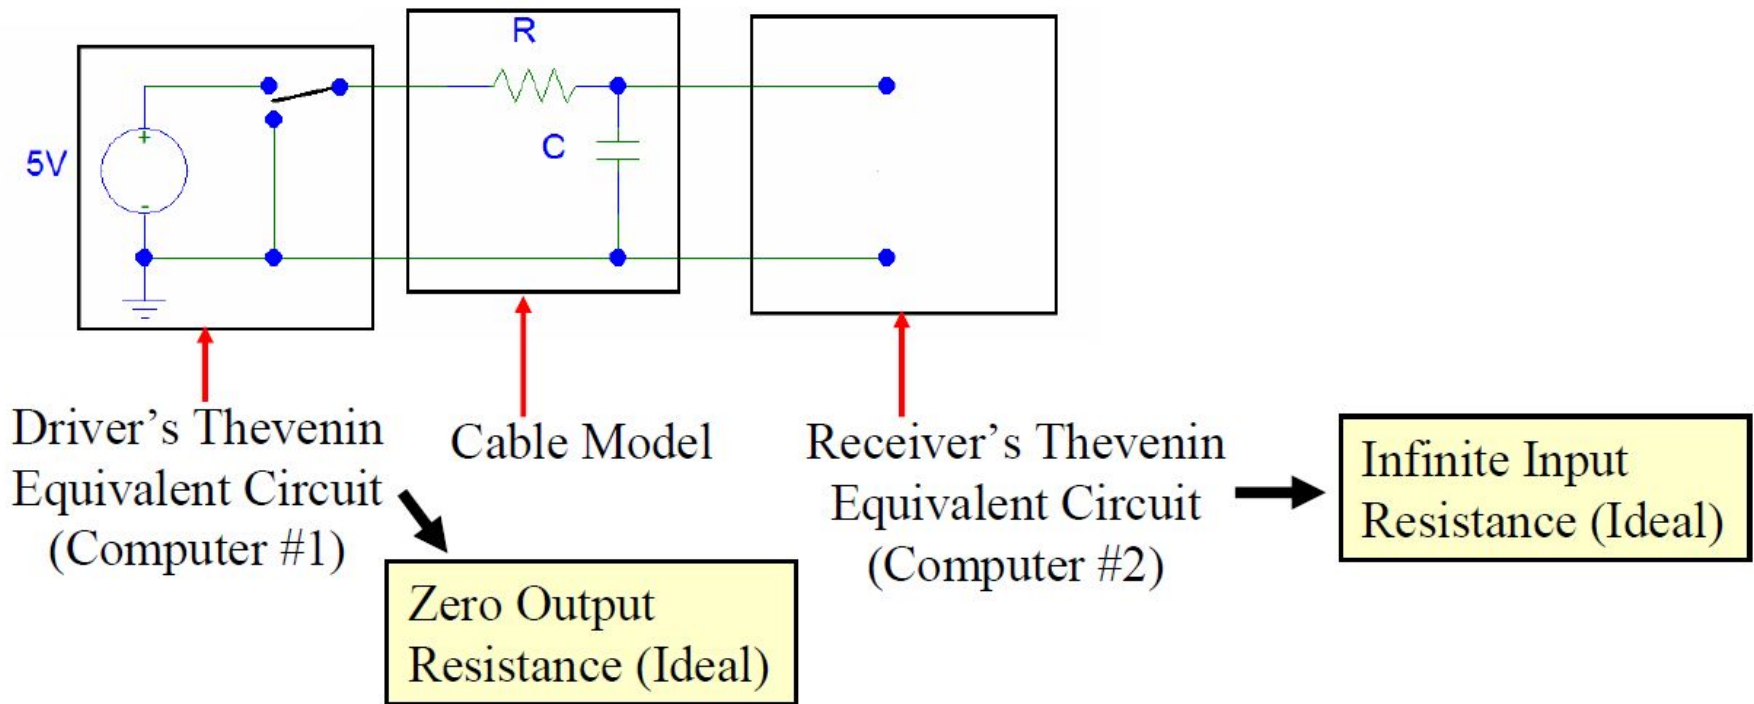 R
5V
+
-
C
Driver’s Thevenin
Equivalent Circuit
(Computer #1)
Cable Model
Receiver’s Thevenin
Equivalent Circuit
(Computer #2)
Infinite Input
Resistance (Ideal)
Zero Output
Resistance (Ideal)